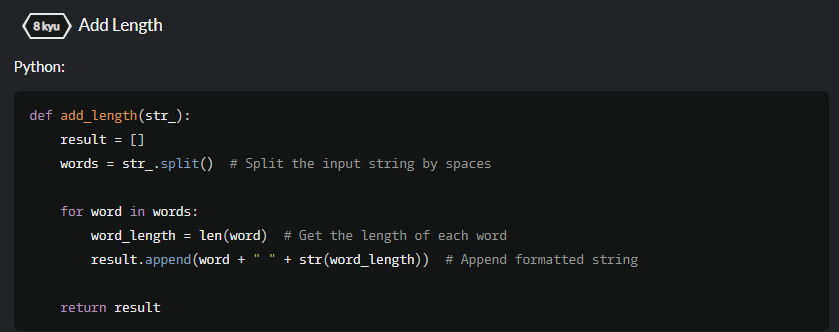 8 kyu Add Length
Python:
def add_length(str_):
    result = []
    words = str_.split()  # Split the input string by spaces
    for word in words:
        word_length = len(word)  # Get the length of each word
        result.append(word + " " + str(word_length))  # Append formatted string
    return result